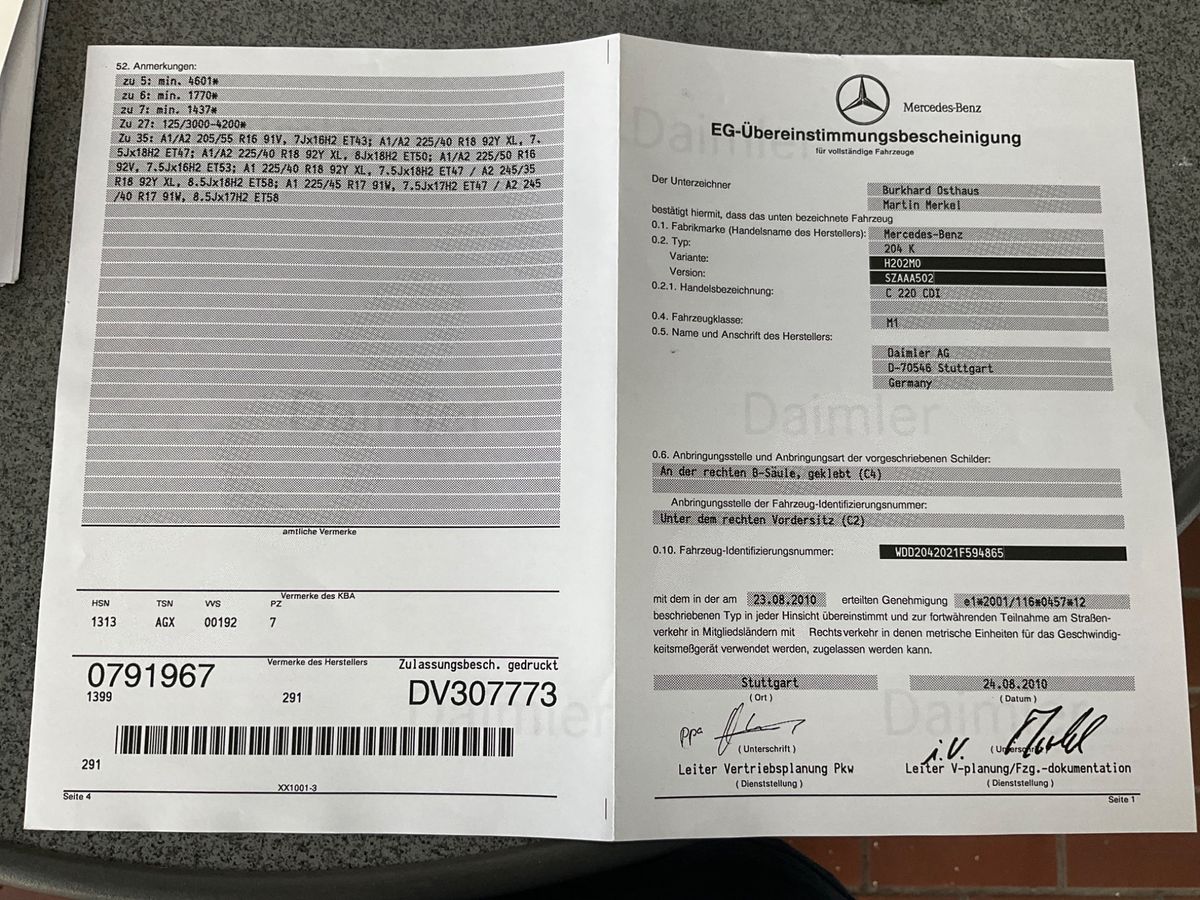 52. Anmerkungen:
zu 5: min. 4601*
zu 6: min. 1770*
zu 7: min. 1437*
Zu 27: 125/3000-4200*
Zu 35: A1/A2 205/55 R16 91V, 7Jx16H2 ET43; A1/A2 225/40 R18 92Y XL, 7.
5Jx18H2 ET47; A1/A2 225/40 R18 92Y XL, 8Jx18H2 ET50; A1/A2 225/50 R16
92V, 7.5Jx16H2 ET53; A1 225/40 R18 92Y XL, 7.5Jx18H2 ET47 / A2 245/35
R18 92Y XL, 8.5Jx18H2 ET58; A1 225/45 R17 91W, 7.5Jx17H2 ET47 / A2 245
/40 R17 91W, 8.5Jx17H2 ET58
Daimler
amtliche Vermerke
Vermerke des KBA
HSN TSN VVS PZ
1313 AGX 00192 7
Vermerke des Herstellers
Zulassungsbesch. gedruckt
0791967
DV307773
1399 291
Daimler
291
XX1001-3
Seite 4
Mercedes-Benz
Daimler
EG-Übereinstimmungsbescheinigung
für vollständige Fahrzeuge
Der Unterzeichner
Burkhard Osthaus
Martin Merkel
bestätigt hiermit, dass das unten bezeichnete Fahrzeug
0.1. Fabrikmarke (Handelsname des Herstellers): Mercedes-Benz
0.2. Typ: 204 K
Variante: H202M0
Version: SZAAA502
0.2.1. Handelsbezeichnung: C 220 CDI
0.4. Fahrzeugklasse: M1
0.5. Name und Anschrift des Herstellers:
Daimler AG
D-70546 Stuttgart
Germany
Daimler
0.6. Anbringungsstelle und Anbringungsart der vorgeschriebenen Schilder:
An der rechten B-Säule, geklebt (C4)
Anbringungsstelle der Fahrzeug-Identifizierungsnummer:
Unter dem rechten Vordersitz (C2)
0.10. Fahrzeug-Identifizierungsnummer: WDD2042021F594865
mit dem in der am 23.08.2010 erteilten Genehmigung e1*2001/116*0457*12
beschriebenen Typ in jeder Hinsicht übereinstimmt und zur fortwährenden Teilnahme am Straßen-
verkehr in Mitgliedsländern mit Rechtsverkehr in denen metrische Einheiten für das Geschwindig-
keitsmeßgerät verwendet werden, zugelassen werden kann.
Stuttgart 24.08.2010
(Ort) (Datum)
Daimler
ppa i.V.
(Unterschrift) (Unterschrift)
Leiter Vertriebsplanung Pkw Leiter V-planung/Fzg.-dokumentation
(Dienststellung) (Dienststellung)
Seite 1